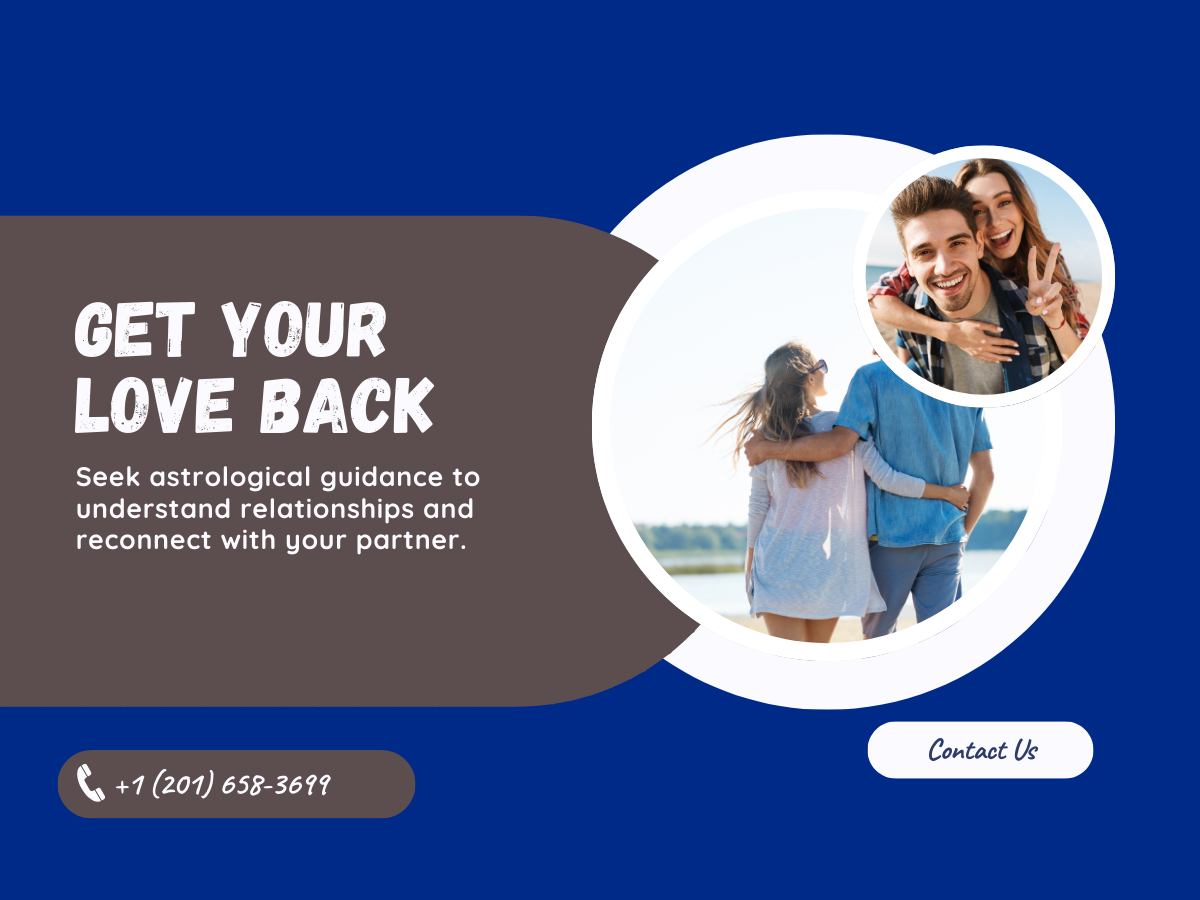 GET YOUR
LOVE BACK
Seek astrological guidance to
understand relationships and
reconnect with your partner.
Contact Us
+1 (201) 658-3699